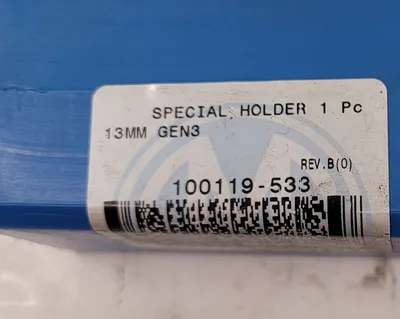 SPECIAL HOLDER 1 Pc
13MM GEN3
REV.B(0)
100119-533